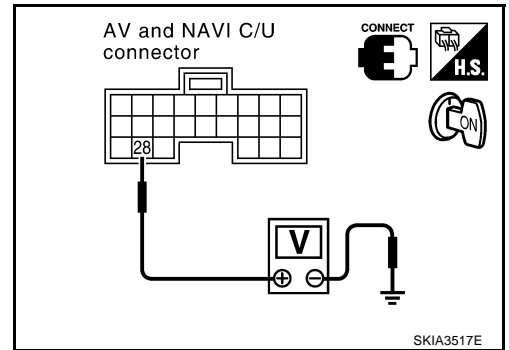 AV and NAVI C/U
connector
CONNECT
H.S.
ON
28
V
+ −
SKIA3517E